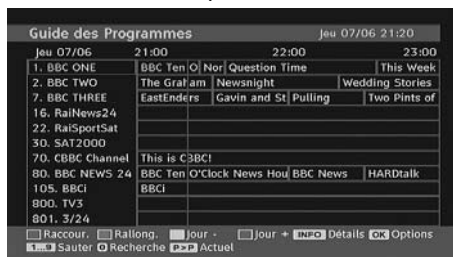 Guide des Programmes Jeu 07/06 21:20
Jeu 07/06 21:00 22:00 23:00
1. BBC ONE BBC Ten O Nor Question Time This Week
2. BBC TWO The Graham Newsnight Wedding Stories
7. BBC THREE EastEnders Gavin and St Pulling Two Pints of
16. RaiNews24
22. RaiSportSat
30. SAT2000
70. CBBC Channel This is CBBC!
80. BBC NEWS 24 BBC Ten O'Clock News Hou BBC News HARDtalk
105. BBCi BBCi
800. TV3
801. 3/24
Raccour. Rallong. Jour - Jour + INFO Détails OK Options
1...9 Sauter Recherche P>P Actuel